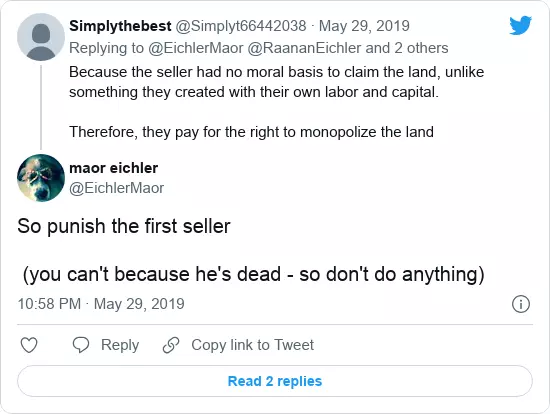 Simplythebest @Simplyt66442038 · May 29, 2019
Replying to @EichlerMaor @RaananEichler and 2 others
Because the seller had no moral basis to claim the land, unlike
something they created with their own labor and capital.
Therefore, they pay for the right to monopolize the land
maor eichler
@EichlerMaor
So punish the first seller
(you can't because he's dead - so don't do anything)
10:58 PM · May 29, 2019
Reply
Copy link to Tweet
Read 2 replies